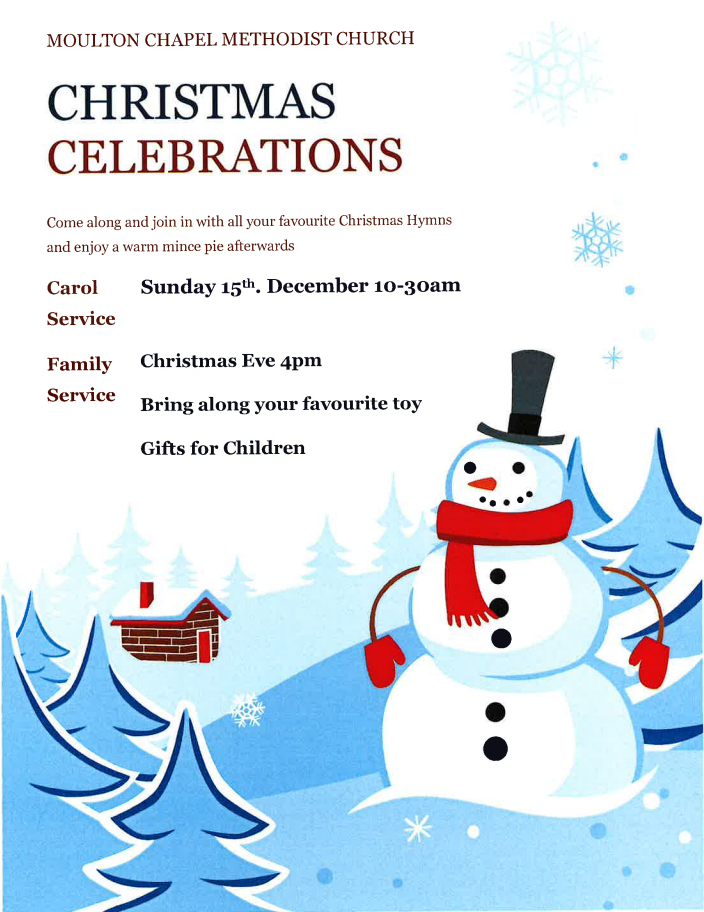 MOULTON CHAPEL METHODIST CHURCH
CHRISTMAS
CELEBRATIONS
Come along and join in with all your favourite Christmas Hymns
and enjoy a warm mince pie afterwards
Carol Service
Sunday 15th. December 10-30am
Family Service
Christmas Eve 4pm
Bring along your favourite toy
Gifts for Children